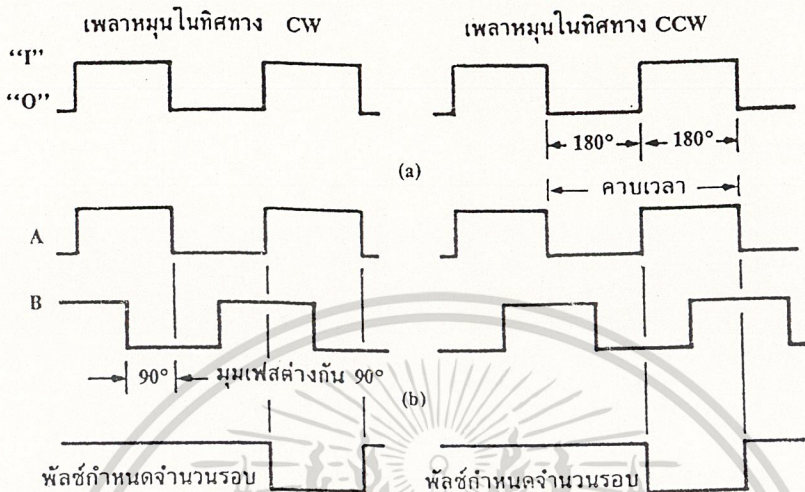 เพลาหมุนในทิศทาง CW
เพลาหมุนในทิศทาง CCW
“I”
“O”
180°
180°
(a)
คาบเวลา
A
B
90°
มุมเฟสต่างกัน 90°
(b)
พัลซ์กำหนดจำนวนรอบ
พัลซ์กำหนดจำนวนรอบ